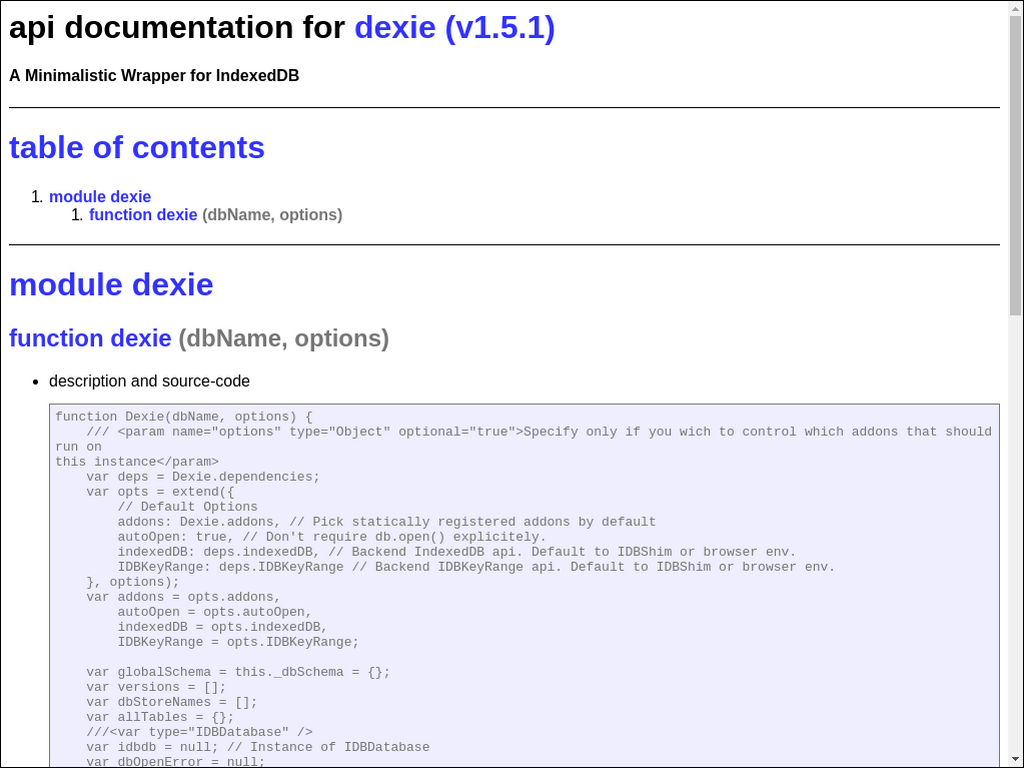 api documentation for dexie (v1.5.1)
A Minimalistic Wrapper for IndexedDB
table of contents
1. module dexie
1. function dexie (dbName, options)
module dexie
function dexie (dbName, options)
• description and source-code
function Dexie(dbName, options) {
    /// <param name="options" type="Object" optional="true">Specify only if you wich to control which addons that should
run on
this instance</param>
    var deps = Dexie.dependencies;
    var opts = extend({
        // Default Options
        addons: Dexie.addons, // Pick statically registered addons by default
        autoOpen: true, // Don't require db.open() explicitely.
        indexedDB: deps.indexedDB, // Backend IndexedDB api. Default to IDBShim or browser env.
        IDBKeyRange: deps.IDBKeyRange // Backend IDBKeyRange api. Default to IDBShim or browser env.
    }, options);
    var addons = opts.addons,
        autoOpen = opts.autoOpen,
        indexedDB = opts.indexedDB,
        IDBKeyRange = opts.IDBKeyRange;
    var globalSchema = this._dbSchema = {};
    var versions = [];
    var dbStoreNames = [];
    var allTables = {};
    ///<var type="IDBDatabase" />
    var idbdb = null; // Instance of IDBDatabase
    var dbOpenError = null;